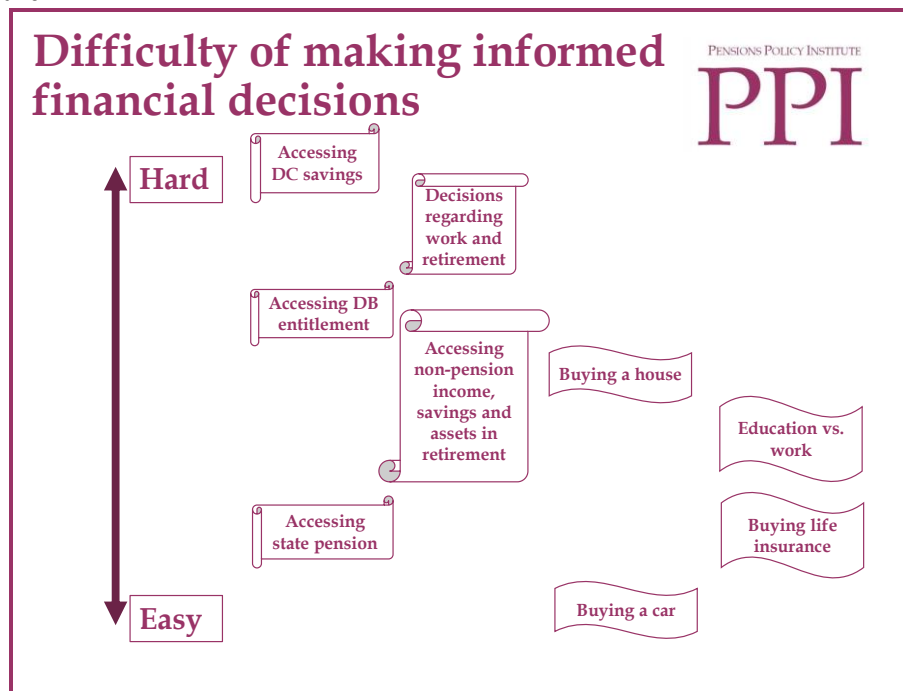 Difficulty of making informed
financial decisions
PENSIONS POLICY INSTITUTE
PPI
Hard
Accessing
DC savings
Decisions
regarding
work and
retirement
Accessing DB
entitlement
Accessing
non-pension
income,
savings and
assets in
retirement
Buying a house
Education vs.
work
Accessing
state pension
Buying life
insurance
Buying a car
Easy